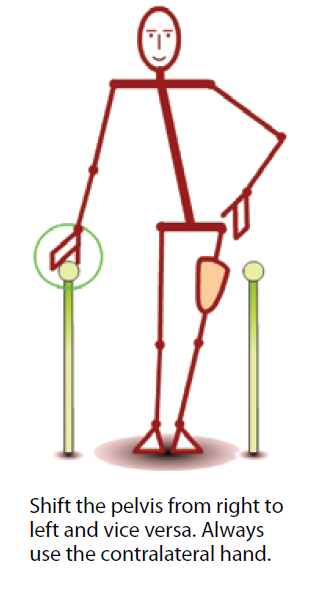 Shift the pelvis from right to
left and vice versa. Always
use the contralateral hand.